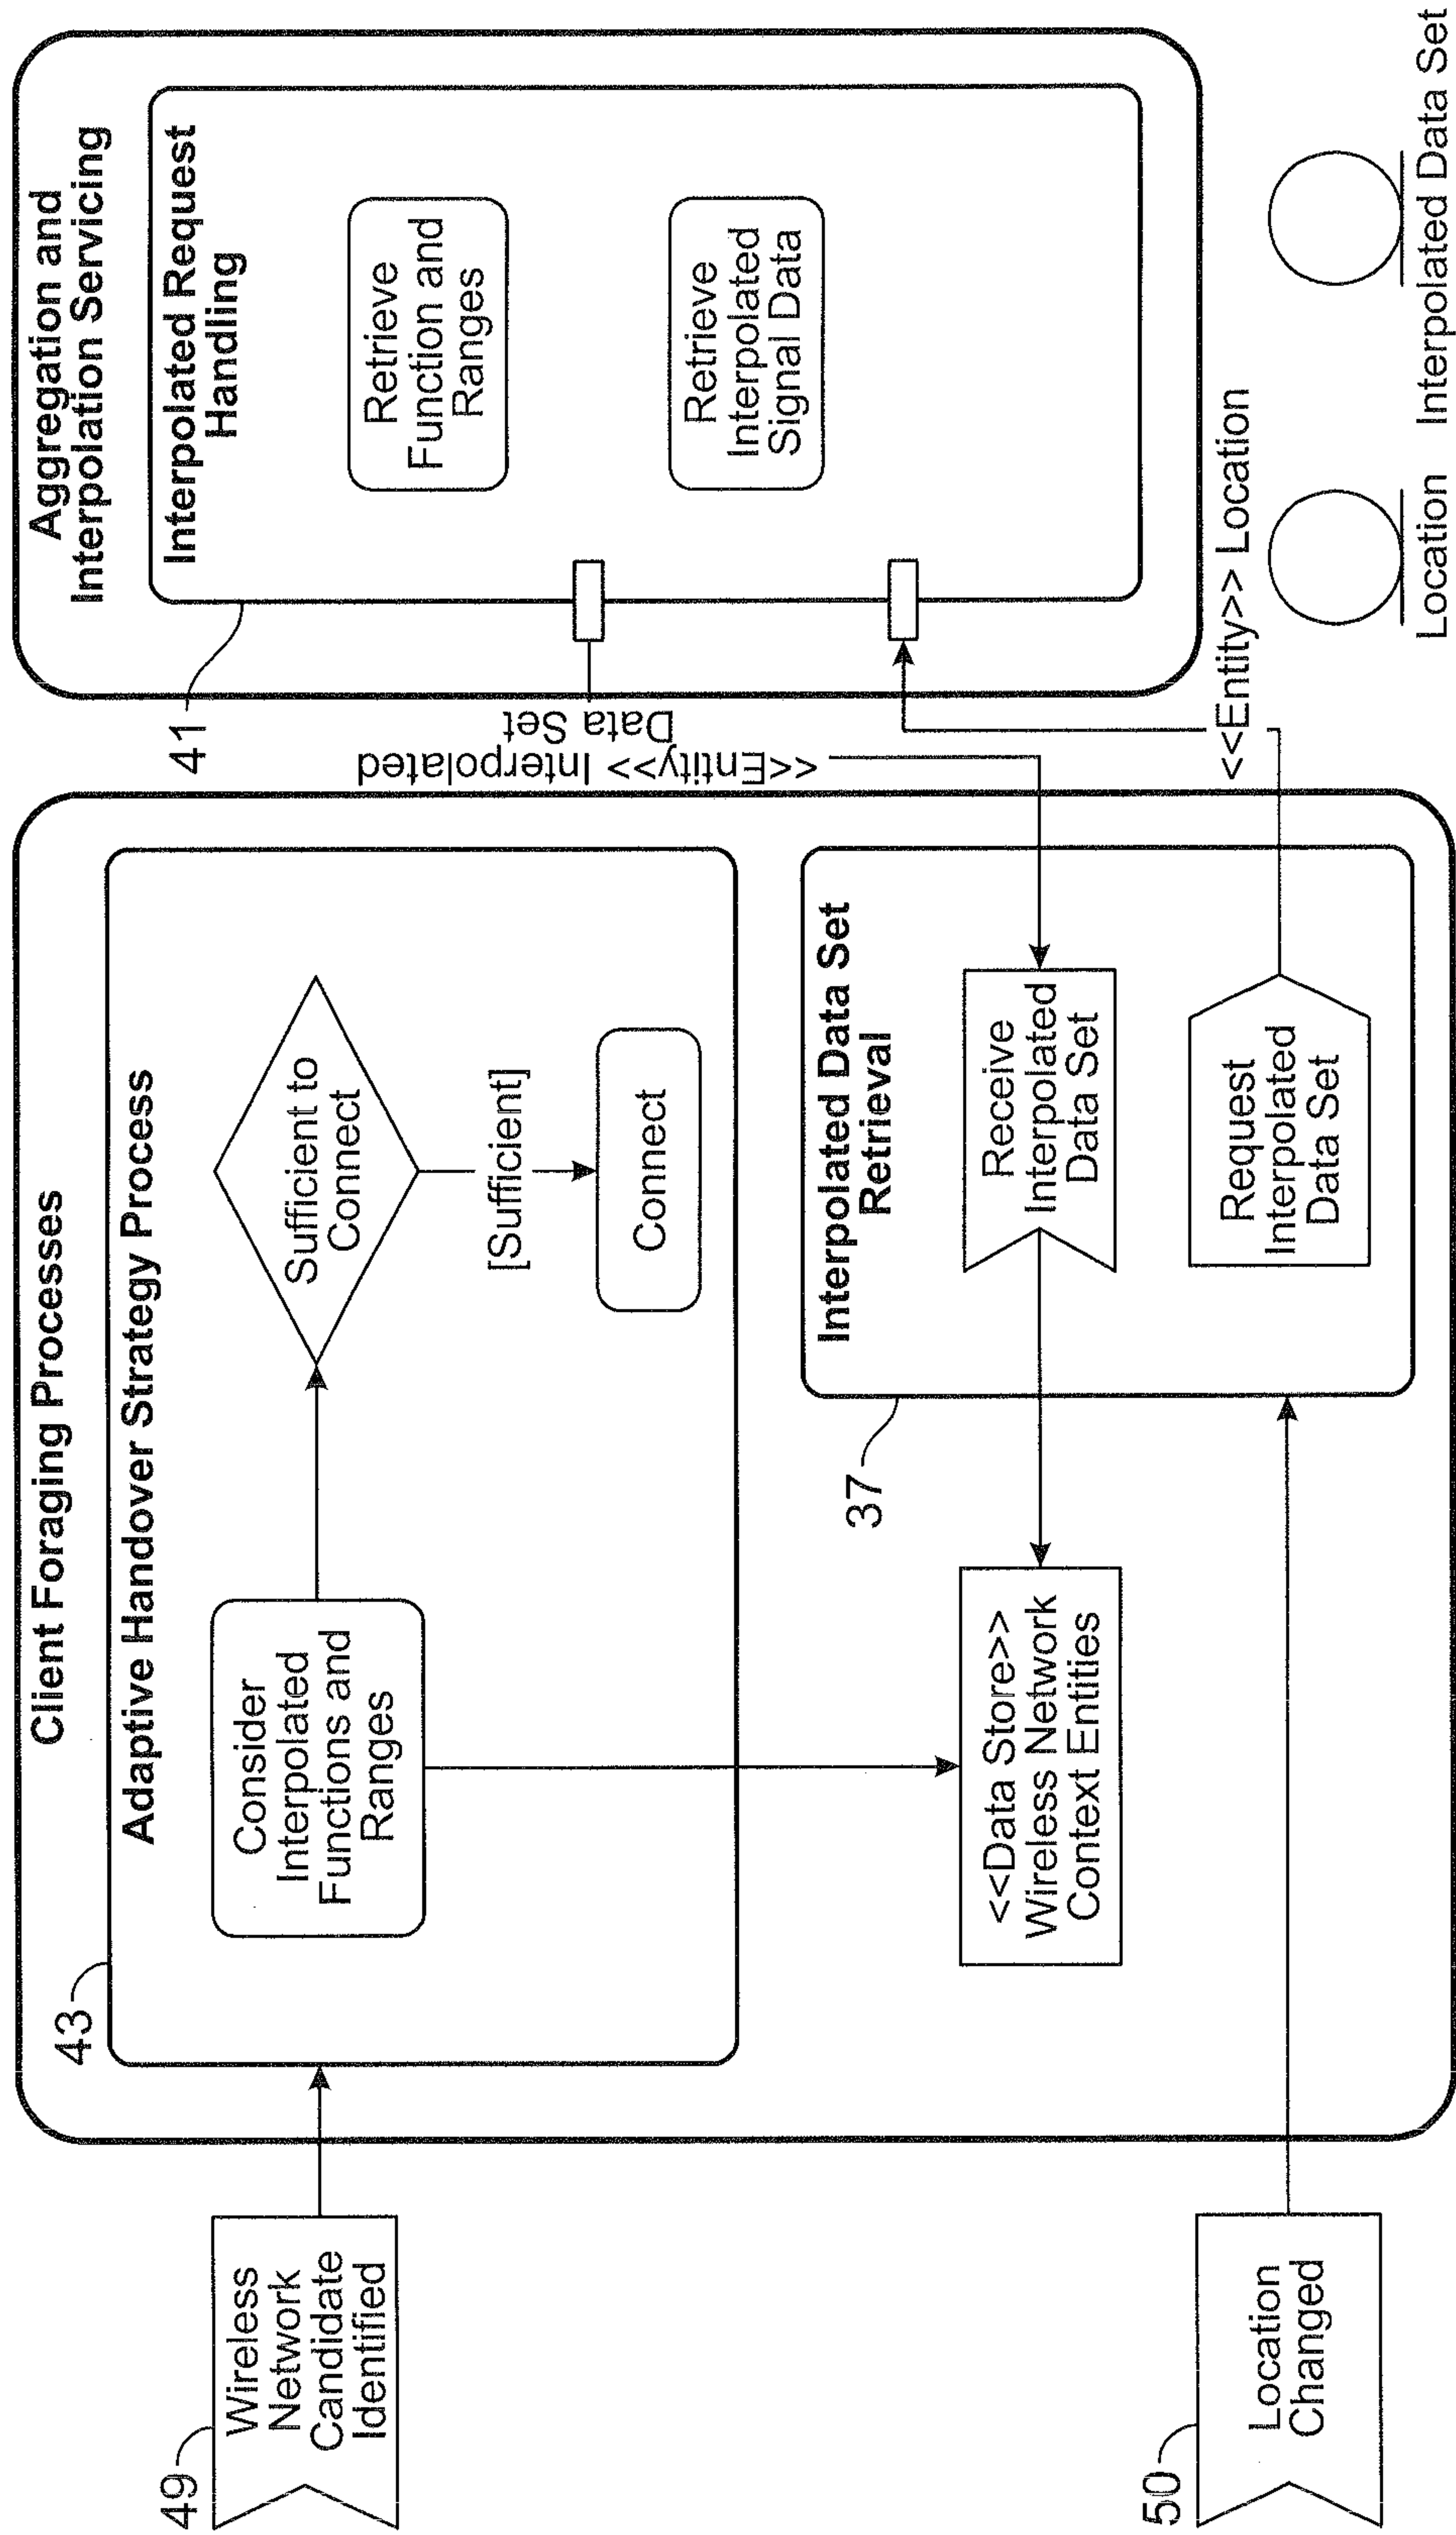 Client Foraging Processes
43
Adaptive Handover Strategy Process
49
Wireless
Network
Candidate
Identified
Consider
Interpolated
Functions and
Ranges
Sufficient to
Connect
[Sufficient]
Connect
<<Data Store>>
Wireless Network
Context Entities
37
Interpolated Data Set
Retrieval
Receive
Interpolated
Data Set
Request
Interpolated
Data Set
50
Location
Changed
Aggregation and
Interpolation Servicing
41
Interpolated Request
Handling
Retrieve
Function and
Ranges
Retrieve
Interpolated
Signal Data
<<Entity>> Interpolated
Data Set
<<Entity>> Location
Location
Interpolated Data Set